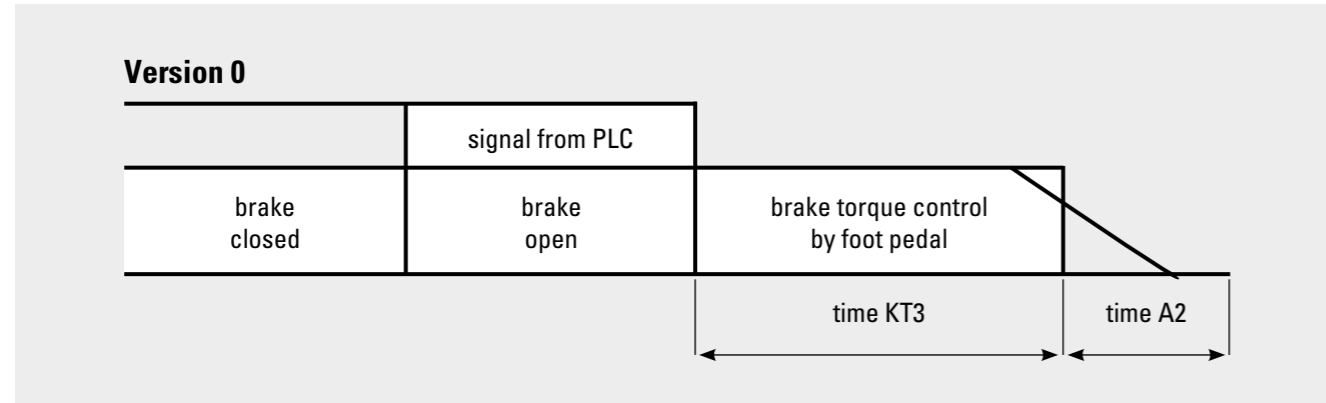 Version 0
signal from PLC
brake
closed
brake
open
brake torque control
by foot pedal
time KT3
time A2